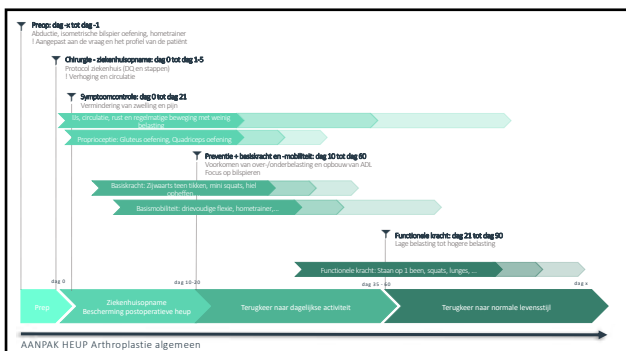 Preop: dag -x tot dag -1
Abductie, isometrische bilspier oefening, hometrainer
! Aangepast aan de vraag en het profiel van de patiënt
Chirurgie - ziekenhuisopname: dag 0 tot dag 1-5
Protocol ziekenhuis (DO, en stappen)
! Verhoging en circulatie
Symptoomcontrole: dag 0 tot dag 21
Vermindering van zwelling en pijn
IJs, circulatie, rust en regelmatige beweging met weinig
belasting
Proprioceptie: Gluteus oefening, Quadriceps oefening
Preventie + basiskracht en -mobiliteit: dag 10 tot dag 60
Voorkomen van over-/onderbelasting en opbouw van ADL
Focus op bilspieren
Basiskracht: Zijwaarts teen tikken, mini squats, hiel
opheffen,
Basismobiliteit: drievoudige flexie, hometrainer,...
Functionele kracht: dag 21 tot dag 90
Lage belasting tot hogere belasting
Functionele kracht: Staan op 1 been, squats, lunges, ...
dag 0
dag 10-20
dag 35 - 60
dag x
Prep
Ziekenhuisopname
Bescherming postoperatieve heup
Terugkeer naar dagelijkse activiteit
Terugkeer naar normale levensstijl
AANPAK HEUP Arthroplastie algemeen